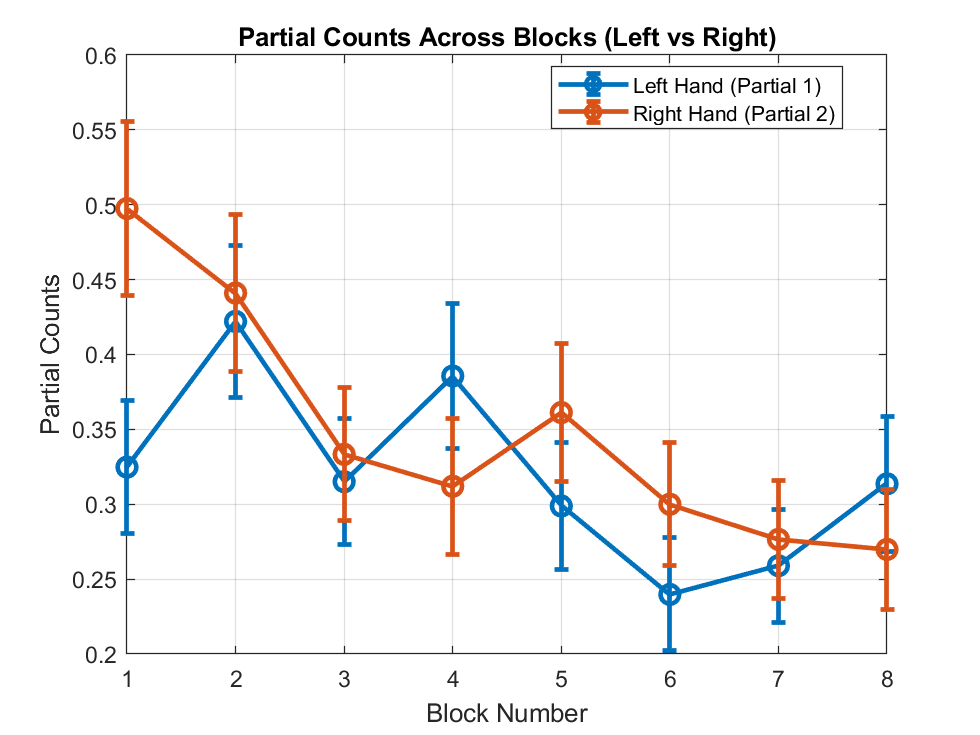 Partial Counts Across Blocks (Left vs Right)
Left Hand (Partial 1)
Right Hand (Partial 2)
Partial Counts
0.6
0.55
0.5
0.45
0.4
0.35
0.3
0.25
0.2
1 2 3 4 5 6 7 8
Block Number